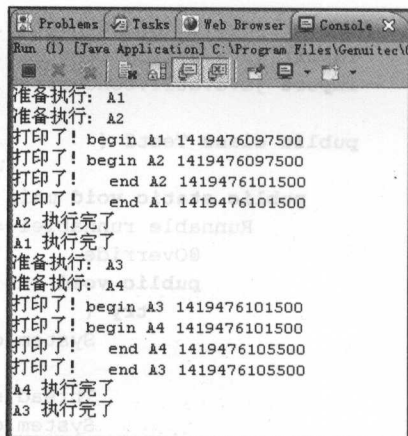 Problems Tasks Web Browser Console
Run (1) [Java Application] C:\Program Files\Genuitec\
准备执行: A1
准备执行: A2
打印了! begin A1 1419476097500
打印了! begin A2 1419476097500
打印了!   end A2 1419476101500
打印了!   end A1 1419476101500
A2 执行完了
A1 执行完了
准备执行: A3
准备执行: A4
打印了! begin A3 1419476101500
打印了! begin A4 1419476101500
打印了!   end A4 1419476105500
打印了!   end A3 1419476105500
A4 执行完了
A3 执行完了